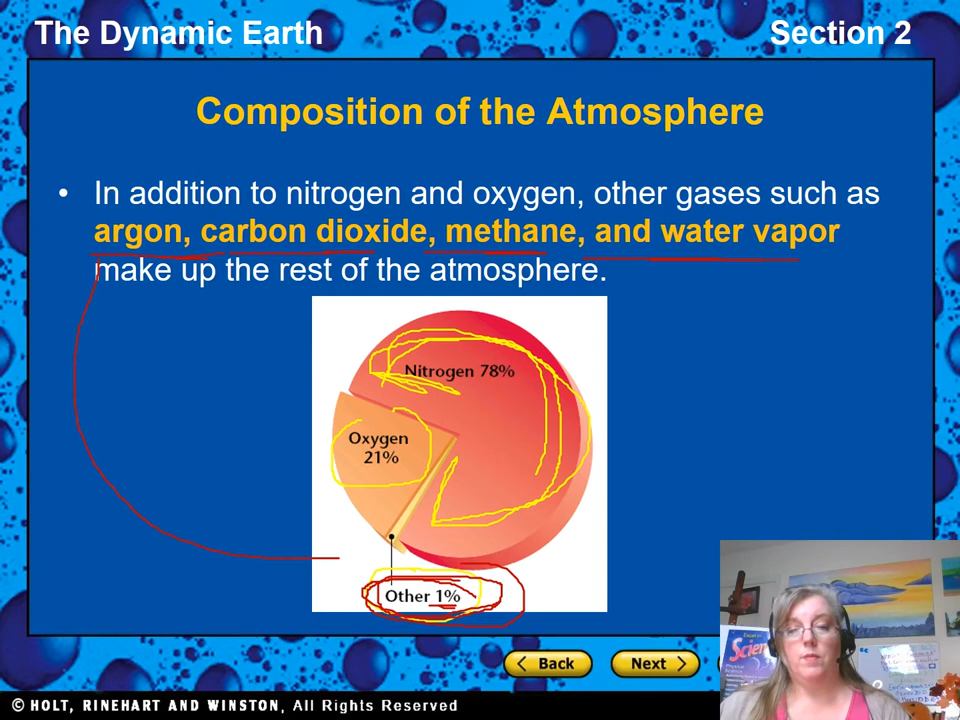 The Dynamic Earth
Section 2
Composition of the Atmosphere
• In addition to nitrogen and oxygen, other gases such as
argon, carbon dioxide, methane, and water vapor
make up the rest of the atmosphere.
Nitrogen 78%
Oxygen
21%
Other 1%
Back
Next
© HOLT, RINEHART AND WINSTON, All Rights Reserved